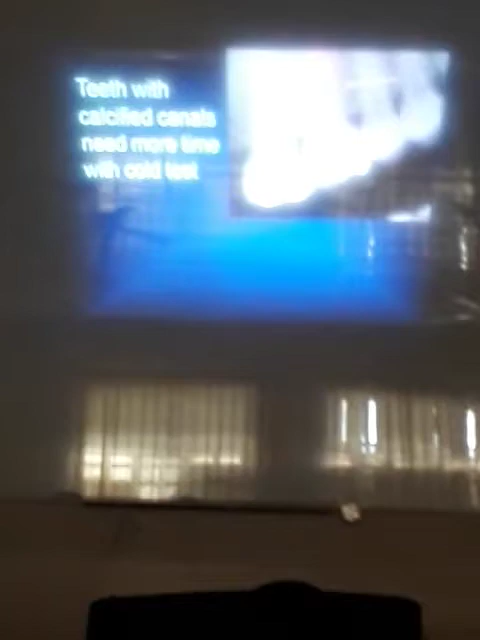 Teeth with
calcified canals
need more time
with cold test